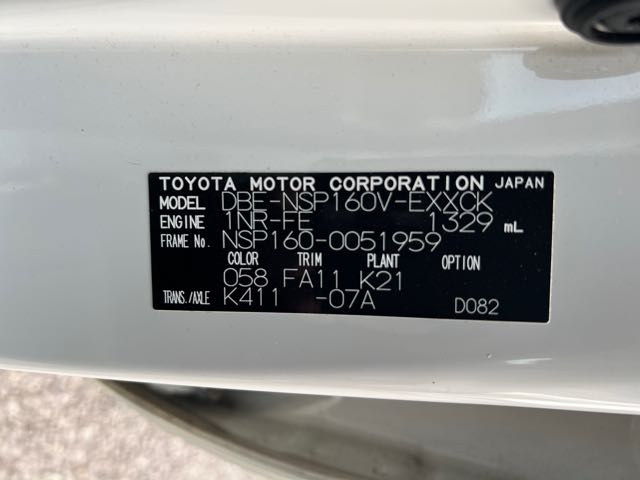 TOYOTA MOTOR CORPORATION JAPAN
MODEL DBE-NSP160V-EXXCK
ENGINE 1NR-FE 1329 mL
FRAME No. NSP160-0051959
COLOR TRIM PLANT OPTION
058 FA11 K21
TRANS./AXLE K411 -07A D082